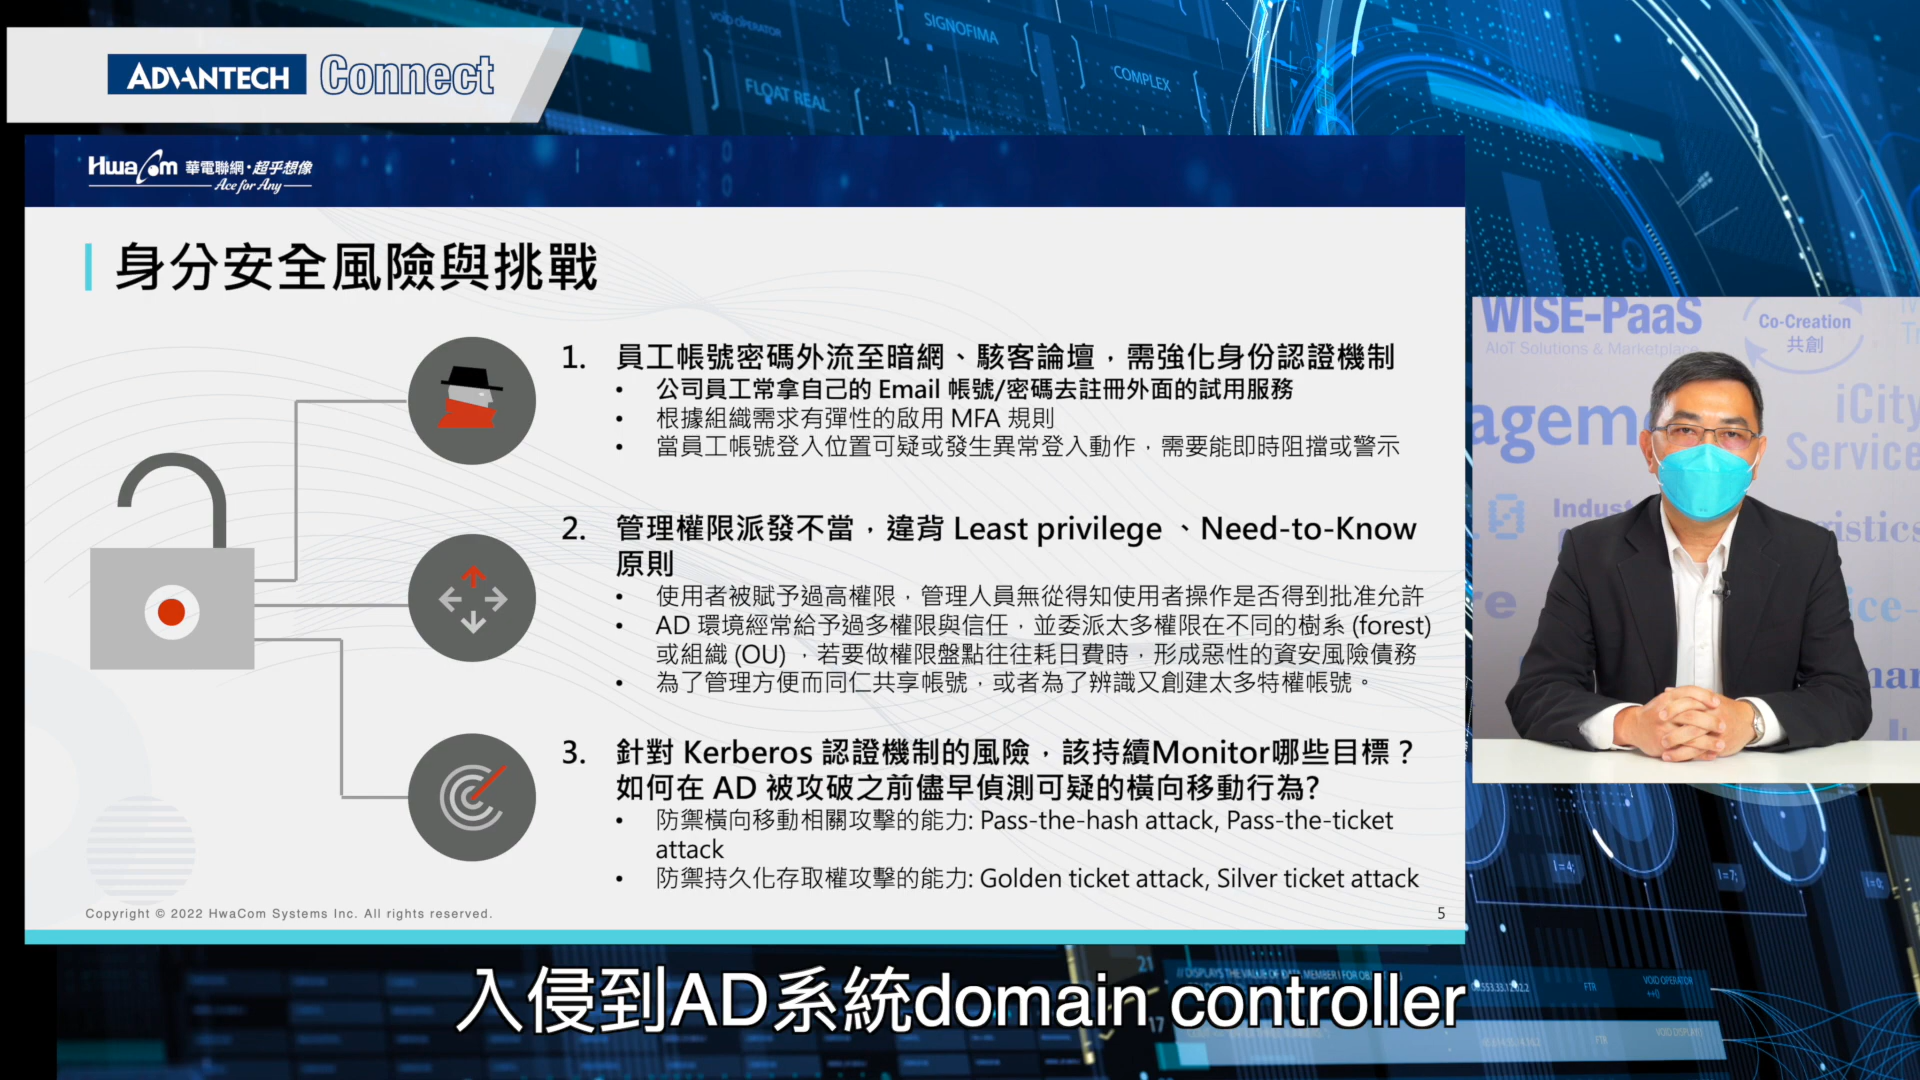 VOID OPERATOR
SIGNOFIMA
FLOAT REAL
COMPLEX
ADVANTECH Connect
HwaCom 華電聯網·超乎想像
Ace for Any
身分安全風險與挑戰
1. 員工帳號密碼外流至暗網、駭客論壇，需強化身份認證機制
• 公司員工常拿自己的 Email 帳號/密碼去註冊外面的試用服務
• 根據組織需求有彈性的啟用 MFA 規則
• 當員工帳號登入位置可疑或發生異常登入動作，需要能即時阻擋或警示
2. 管理權限派發不當，違背 Least privilege 、Need-to-Know
原則
• 使用者被賦予過高權限，管理人員無從得知使用者操作是否得到批准允許
• AD 環境經常給予過多權限與信任，並委派太多權限在不同的樹系 (forest)
或組織 (OU) ，若要做權限盤點往往耗日費時，形成惡性的資安風險債務
• 為了管理方便而同仁共享帳號，或者為了辨識又創建太多特權帳號。
3. 針對 Kerberos 認證機制的風險，該持續Monitor哪些目標？
如何在 AD 被攻破之前儘早偵測可疑的橫向移動行為?
• 防禦橫向移動相關攻擊的能力: Pass-the-hash attack, Pass-the-ticket
attack
• 防禦持久化存取權攻擊的能力: Golden ticket attack, Silver ticket attack
Copyright © 2022 HwaCom Systems Inc. All rights reserved.
5
WISE-PaaS
AIoT Solutions & Marketplace
Co-Creation
共創
iCity
Service
agem
Indust
istics
入侵到AD系統domain controller
21
17
FTR
VOID OPERATOR